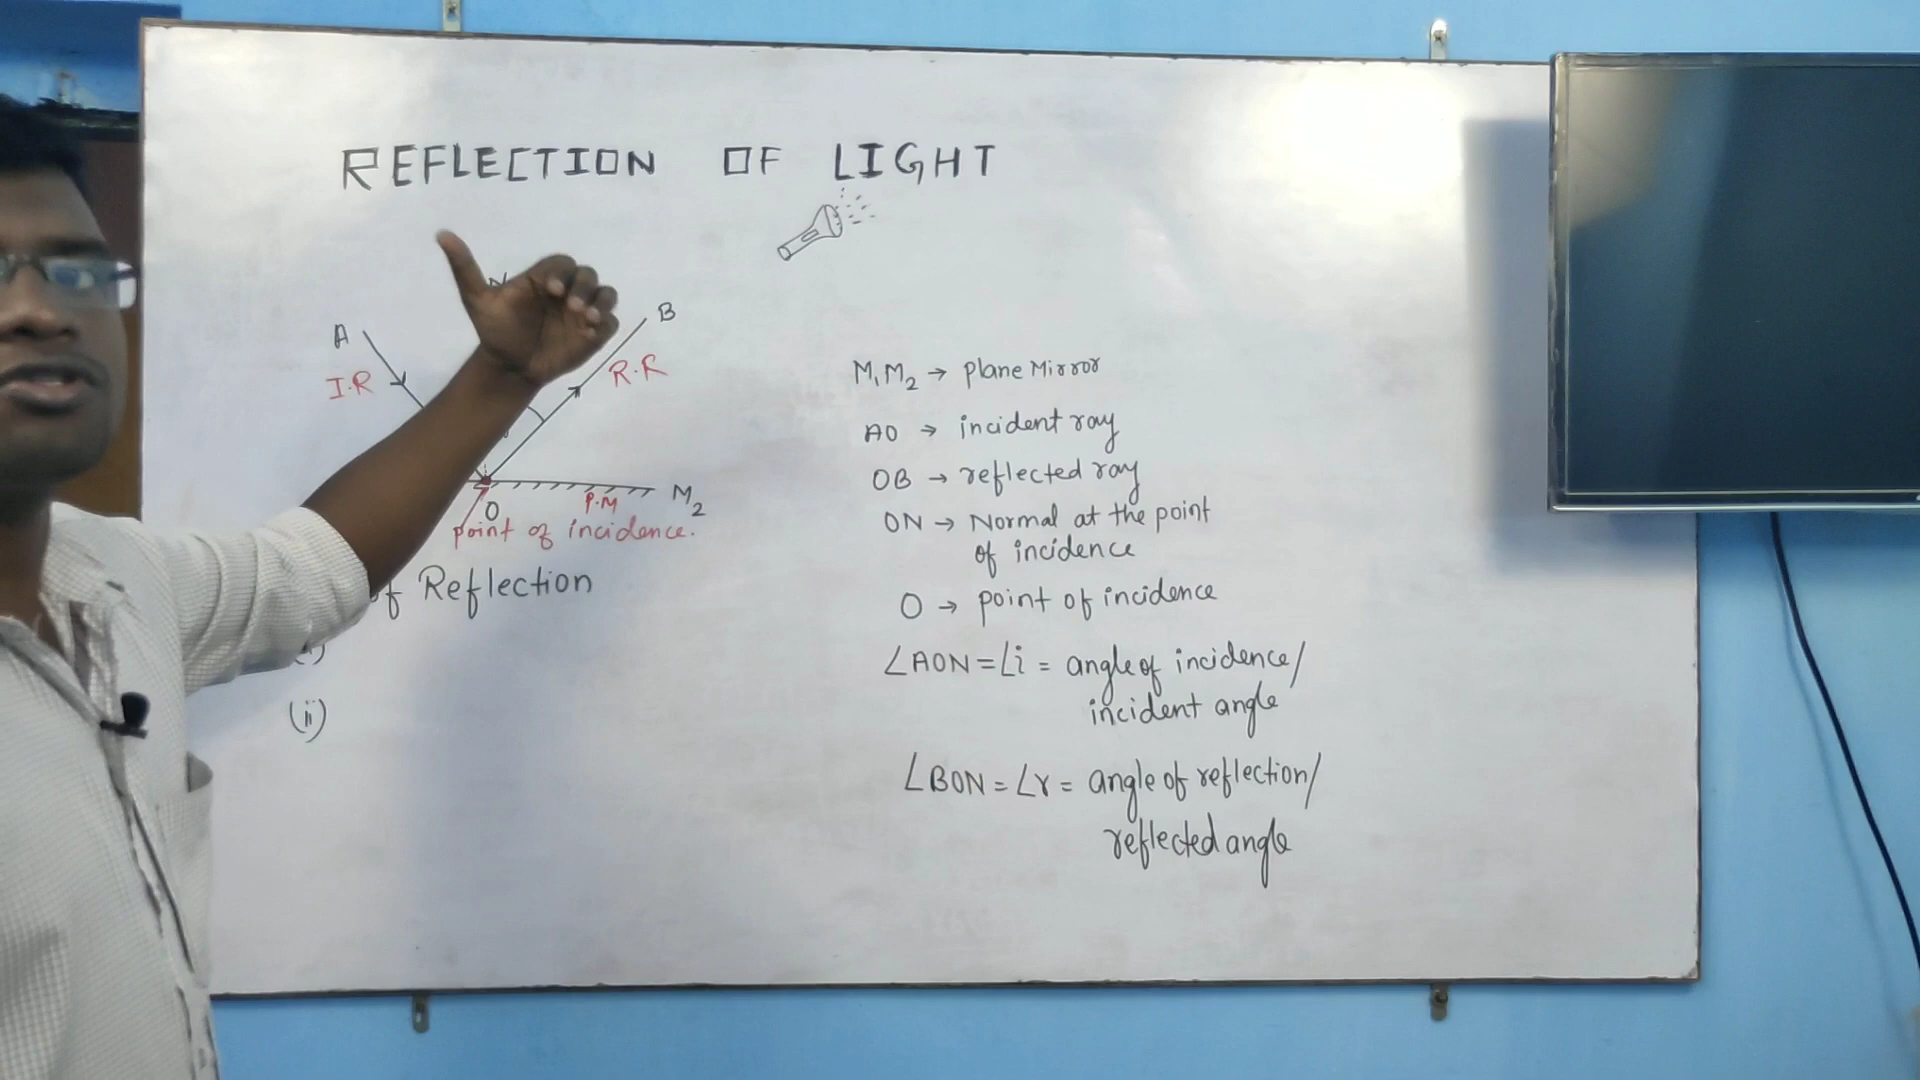 REFLECTION OF LIGHT
N
A
B
I.R
R.R
M₂
P.M
O
point of incidence.
of Reflection
(ii)
M₁M₂ → plane Mirror
AO → incident ray
OB → reflected ray
ON → Normal at the point
of incidence
O → point of incidence
∠AON = ∠i = angle of incidence/
incident angle
∠BON = ∠r = angle of reflection/
reflected angle